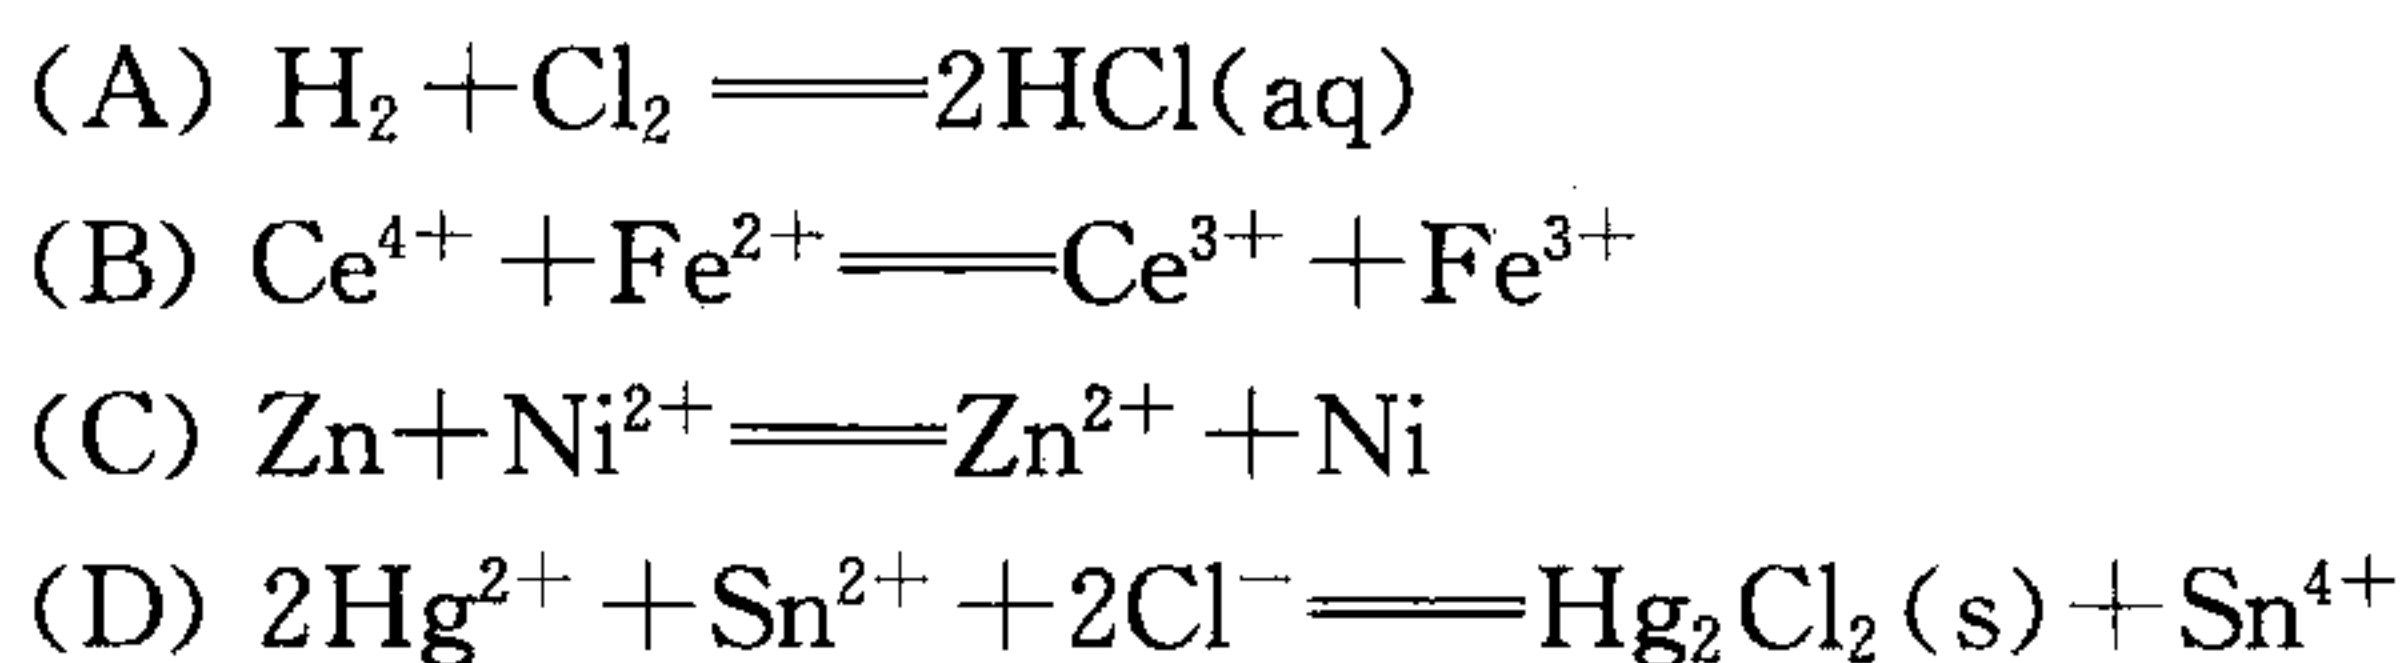 (A) H₂+Cl₂══2HCl(aq)
(B) Ce⁴⁺+Fe²⁺══Ce³⁺+Fe³⁺
(C) Zn+Ni²⁺══Zn²⁺+Ni
(D) 2Hg²⁺+Sn²⁺+2Cl⁻══Hg₂Cl₂(s)+Sn⁴⁺